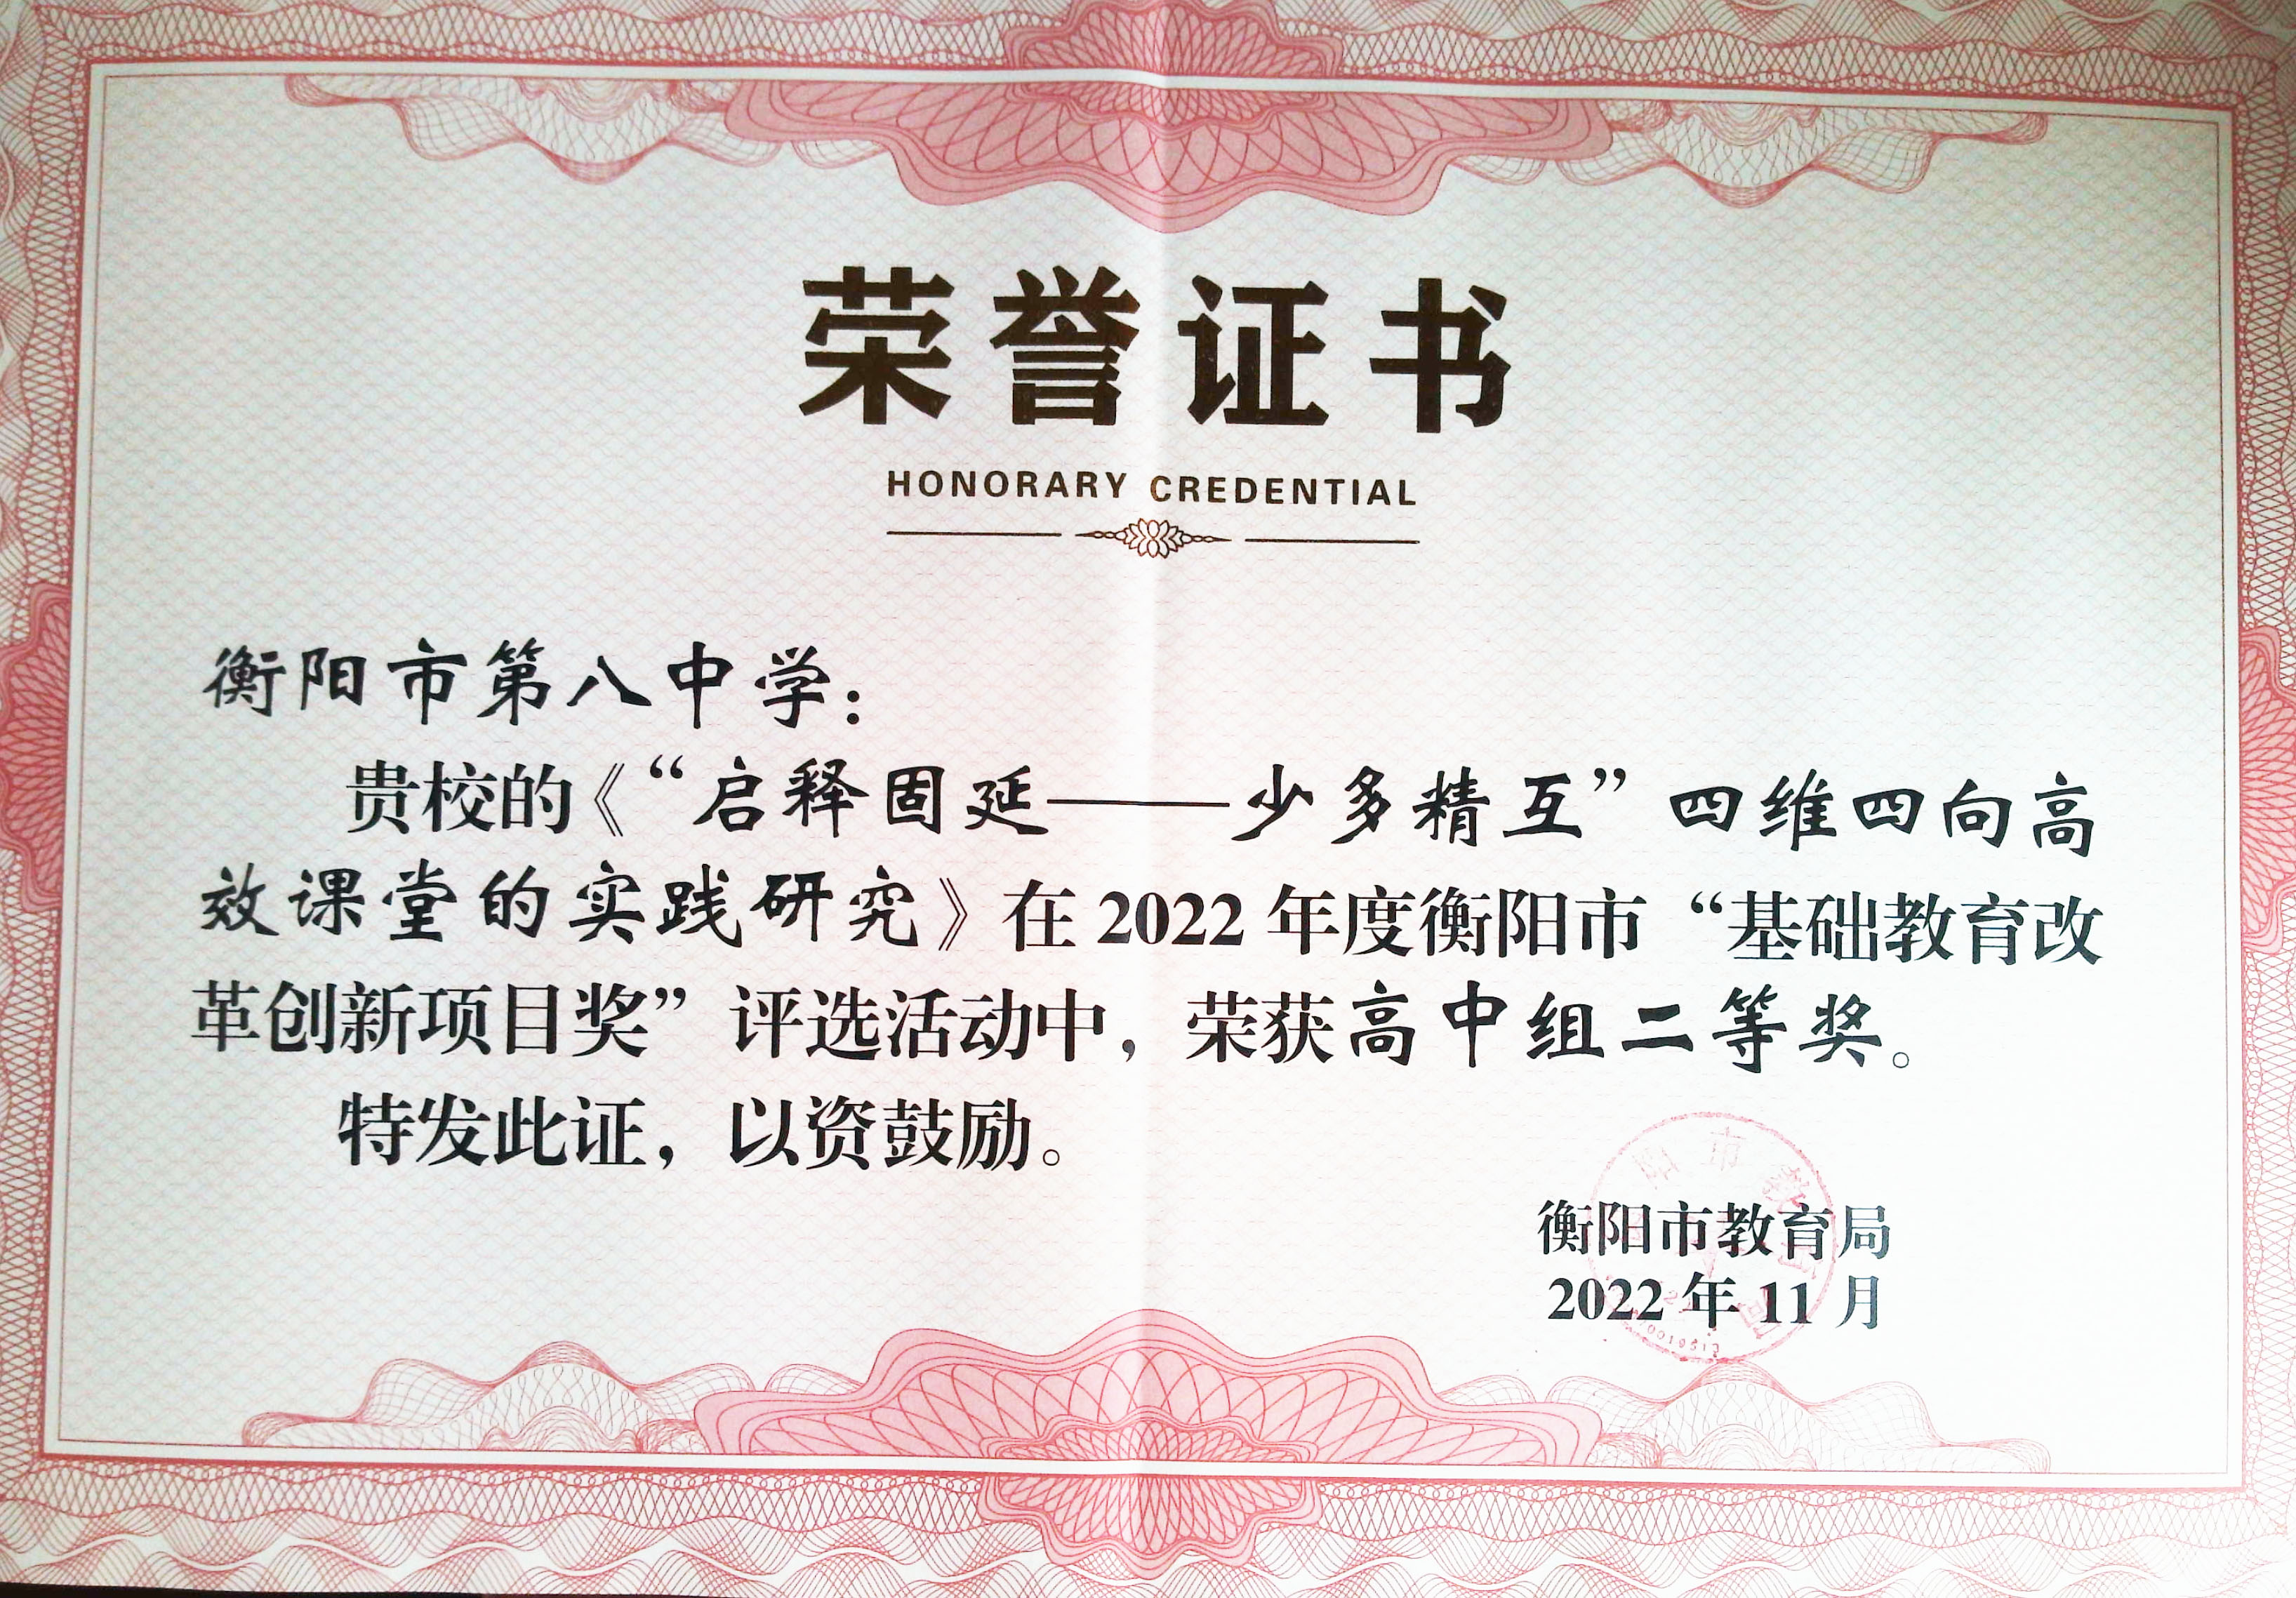 荣誉证书
HONORARY CREDENTIAL
衡阳市第八中学：
贵校的《“启释固延——少多精互”四维四向高
效课堂的实践研究》在2022年度衡阳市“基础教育改
革创新项目奖”评选活动中，荣获高中组二等奖。
特发此证，以资鼓励。
衡阳市教育局
2022年11月